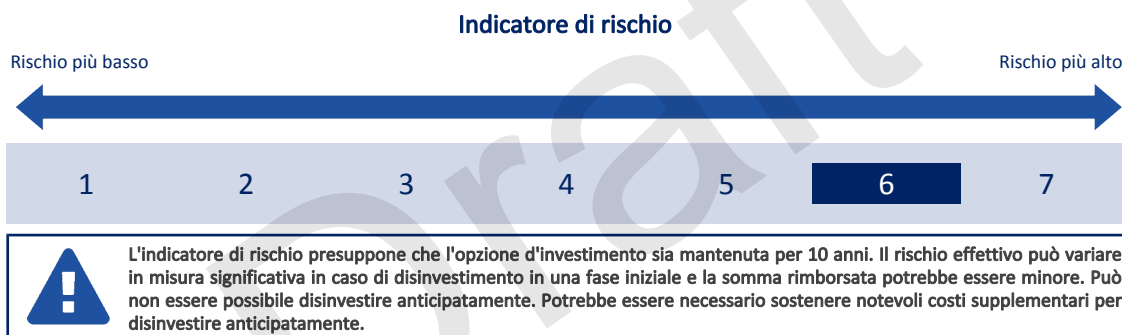 Indicatore di rischio
Rischio più basso
Rischio più alto
1 2 3 4 5 6 7
L'indicatore di rischio presuppone che l'opzione d'investimento sia mantenuta per 10 anni. Il rischio effettivo può variare
in misura significativa in caso di disinvestimento in una fase iniziale e la somma rimborsata potrebbe essere minore. Può
non essere possibile disinvestire anticipatamente. Potrebbe essere necessario sostenere notevoli costi supplementari per
disinvestire anticipatamente.
Draft